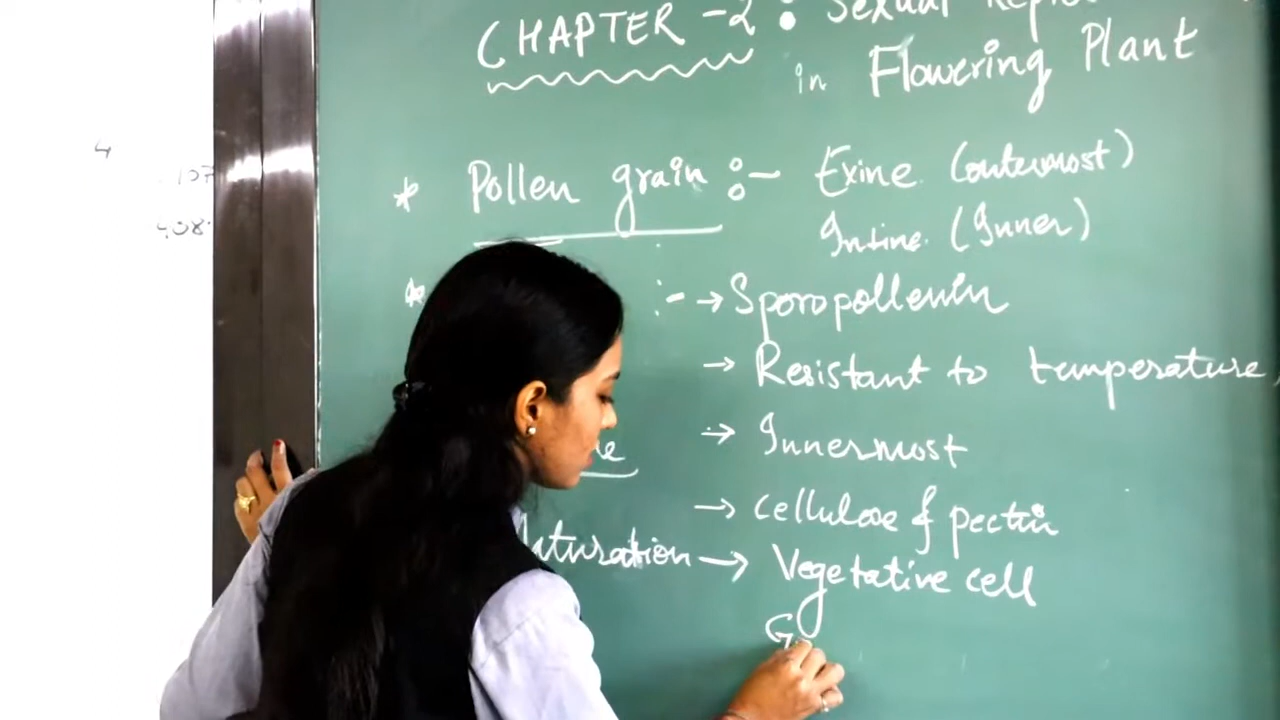 CHAPTER - 2 : Sexual
in Flowering Plant
* Pollen grain :- Exine (outermost)
Intine (Inner)
* :- → Sporopollenin
→ Resistant to temperature,
→ Innermost
→ Cellulose & pectin
→ Vegetative cell
G
4